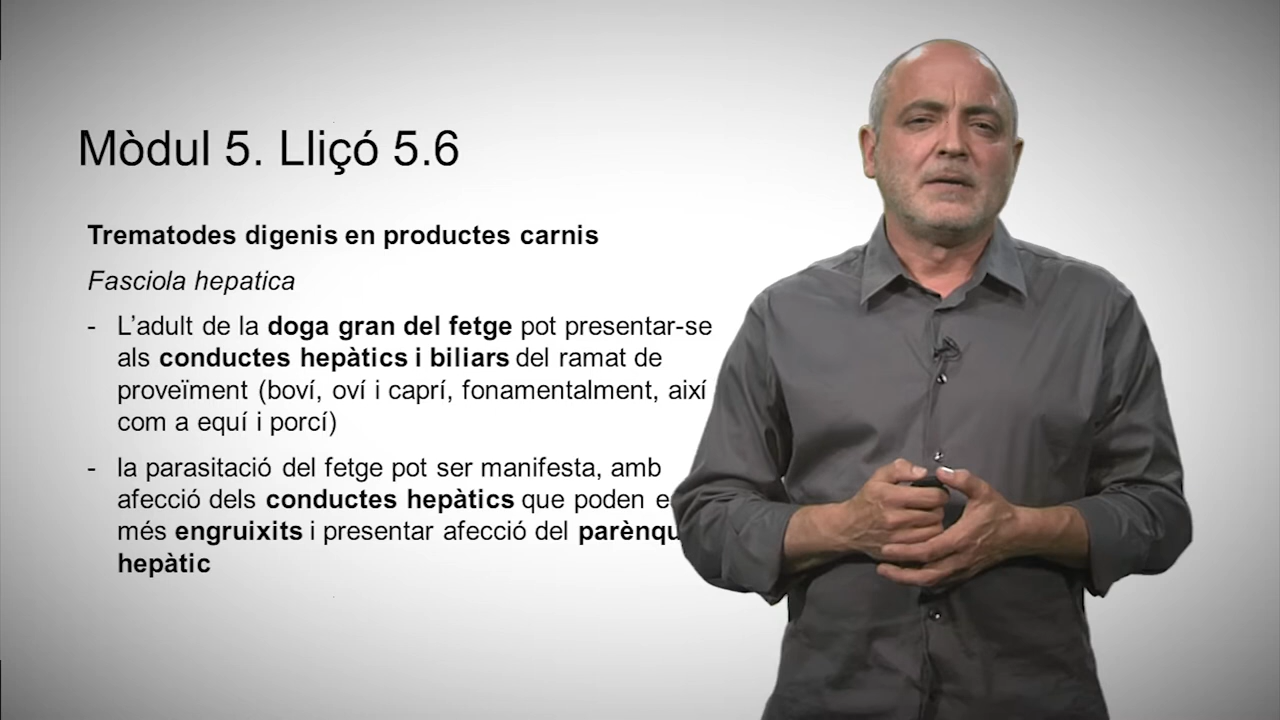 Mòdul 5. Lliçó 5.6
Trematodes digenis en productes carnis
Fasciola hepatica
- L’adult de la doga gran del fetge pot presentar-se
als conductes hepàtics i biliars del ramat de
proveïment (boví, oví i caprí, fonamentalment, així
com a equí i porcí)
- la parasitació del fetge pot ser manifesta, amb
afecció dels conductes hepàtics que poden
més engruixits i presentar afecció del
hepàtic